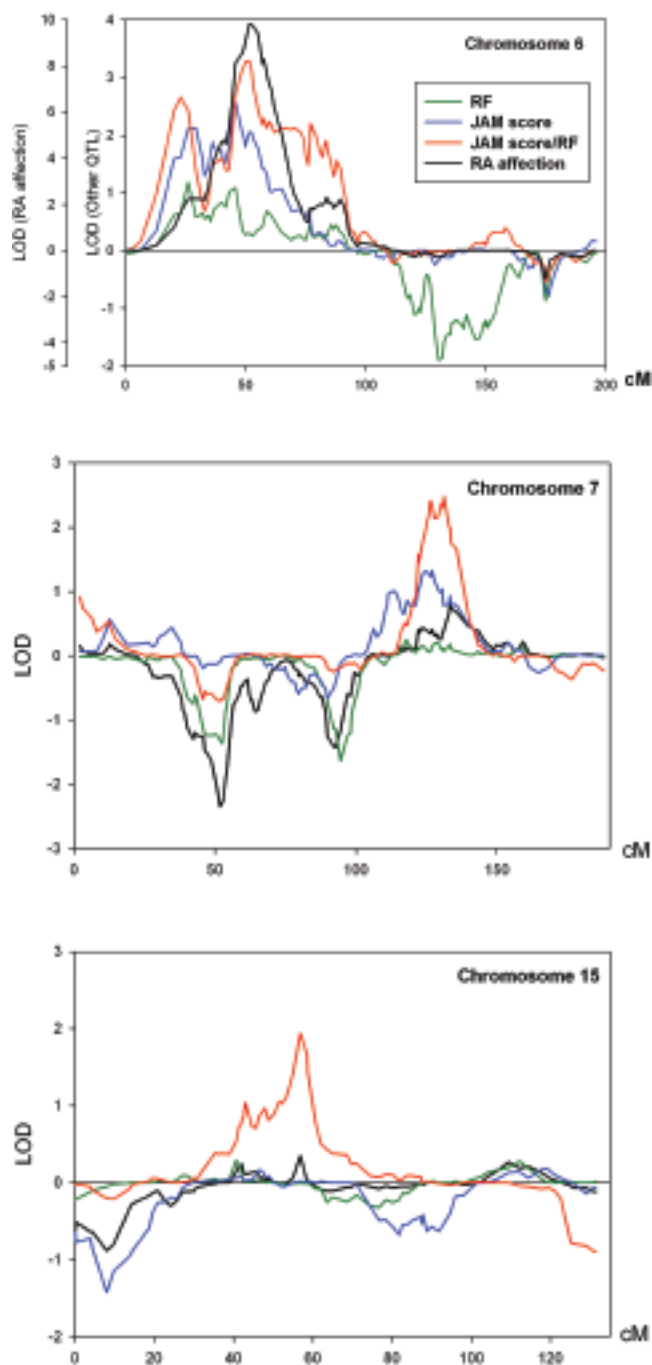 Chromosome 6
RF
JAM score
JAM score/RF
RA affection
LOD (RA affection)
10
8
6
4
2
0
-2
-4
-5
LOD (Other QTL)
4
3
2
1
0
-1
-2
0 50 100 150 200 cM
Chromosome 7
LOD
3
2
1
0
-1
-2
-3
0 50 100 150 cM
Chromosome 15
LOD
3
2
1
0
-1
-2
0 20 40 60 80 100 120 cM